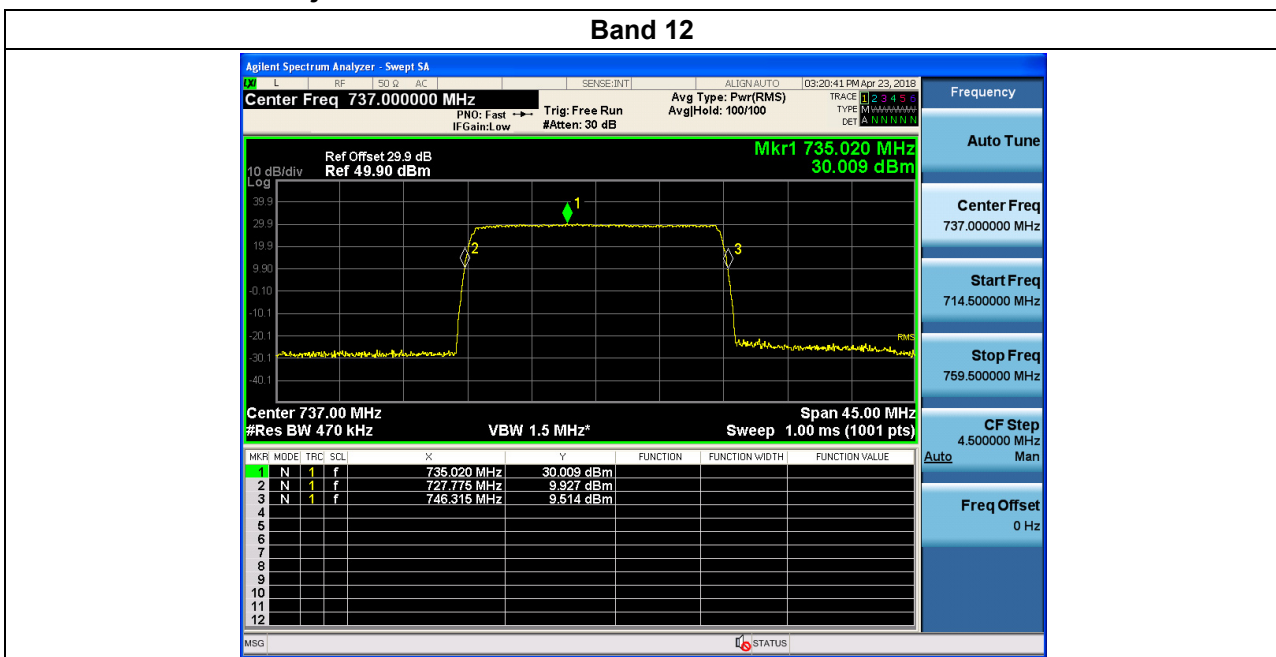 Band 12
Agilent Spectrum Analyzer - Swept SA
LXI L RF 50 Ω AC SENSE:INT ALIGN AUTO 03:20:41 PM Apr 23, 2018
Center Freq 737.000000 MHz
PNO: Fast
IFGain:Low
Trig: Free Run
#Atten: 30 dB
Avg Type: Pwr(RMS)
Avg|Hold: 100/100
TRACE 1 2 3 4 5 6
TYPE M W W W W W
DET A N N N N N
Mkr1 735.020 MHz
30.009 dBm
Ref Offset 29.9 dB
10 dB/div Ref 49.90 dBm
Log
39.9
29.9
19.9
9.90
-0.10
-10.1
-20.1
-30.1
-40.1
1
2
3
RMS
Center 737.00 MHz Span 45.00 MHz
#Res BW 470 kHz VBW 1.5 MHz* Sweep 1.00 ms (1001 pts)
MKR MODE TRC SCL X Y FUNCTION FUNCTION WIDTH FUNCTION VALUE
1 N 1 f 735.020 MHz 30.009 dBm
2 N 1 f 727.775 MHz 9.927 dBm
3 N 1 f 746.315 MHz 9.514 dBm
4
5
6
7
8
9
10
11
12
MSG STATUS
Frequency
Auto Tune
Center Freq
737.000000 MHz
Start Freq
714.500000 MHz
Stop Freq
759.500000 MHz
CF Step
4.500000 MHz
Auto Man
Freq Offset
0 Hz